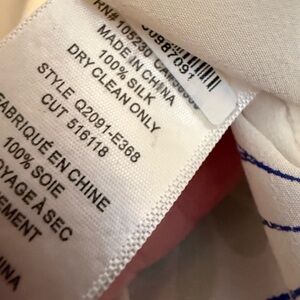 RN# 105230
MADE IN CHINA
100% SILK
DRY CLEAN ONLY
STYLE Q2091-E368
CUT 516118
FABRIQUÉ EN CHINE
100% SOIE